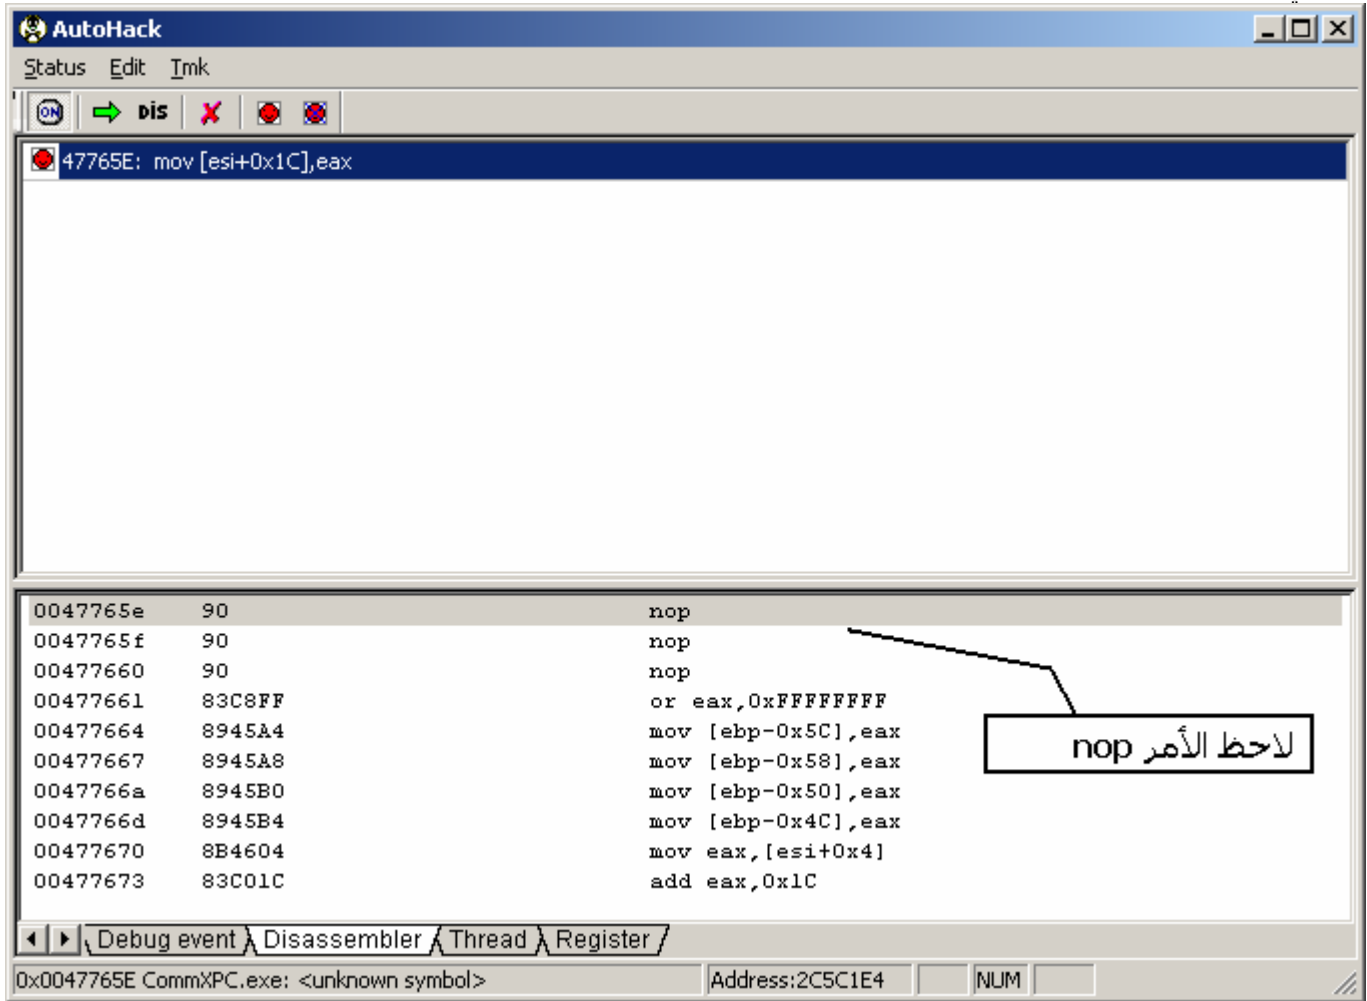 AutoHack
Status Edit Tmk
ON DIS
47765E: mov [esi+0x1C],eax
0047765e 90 nop
0047765f 90 nop
00477660 90 nop
00477661 83C8FF or eax,0xFFFFFFFF
00477664 8945A4 mov [ebp-0x5C],eax
لاحظ الأمر nop
00477667 8945A8 mov [ebp-0x58],eax
0047766a 8945B0 mov [ebp-0x50],eax
0047766d 8945B4 mov [ebp-0x4C],eax
00477670 8B4604 mov eax,[esi+0x4]
00477673 83C01C add eax,0x1C
Debug event Disassembler Thread Register
0x0047765E CommXPC.exe: <unknown symbol> Address:2C5C1E4 NUM